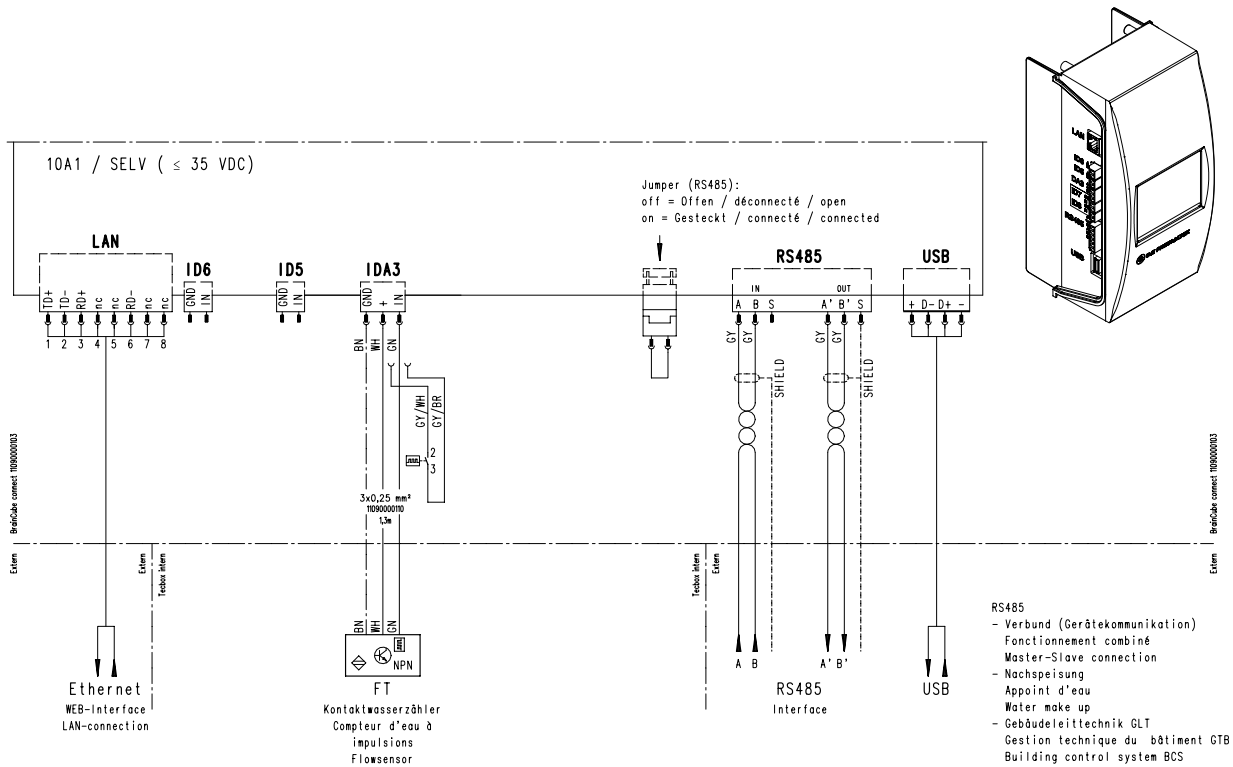 10A1 / SELV ( ≤ 35 VDC)
Jumper (RS485):
off = Offen / déconnecté / open
on = Gesteckt / connecté / connected
LAN
ID6
ID5
IDA3
RS485
USB
TD+ TD- RD+ nc nc RD- nc nc
GND IN
GND IN
GND + IN
IN OUT
A B S A' B' S
+ D- D+ -
1 2 3 4 5 6 7 8
BN WH GN
GY GY GY GY
SHIELD SHIELD
GY/WH
GY/BR
2
3
3x0,25 mm²
11090000110
1,3m
BrainCube connect 11090000103
BrainCube connect 11090000103
Extern
Extern
Tecbox intern
Tecbox intern
Extern
Extern
BN WH GN
NPN
FT
Kontaktwasserzähler
Compteur d'eau à
impulsions
Flowsensor
Ethernet
WEB-Interface
LAN-connection
A B A' B'
RS485
Interface
USB
RS485
- Verbund (Gerätekommunikation)
Fonctionnement combiné
Master-Slave connection
- Nachspeisung
Appoint d'eau
Water make up
- Gebäudeleittechnik GLT
Gestion technique du bâtiment GTB
Building control system BCS
LAN
RS485
USB